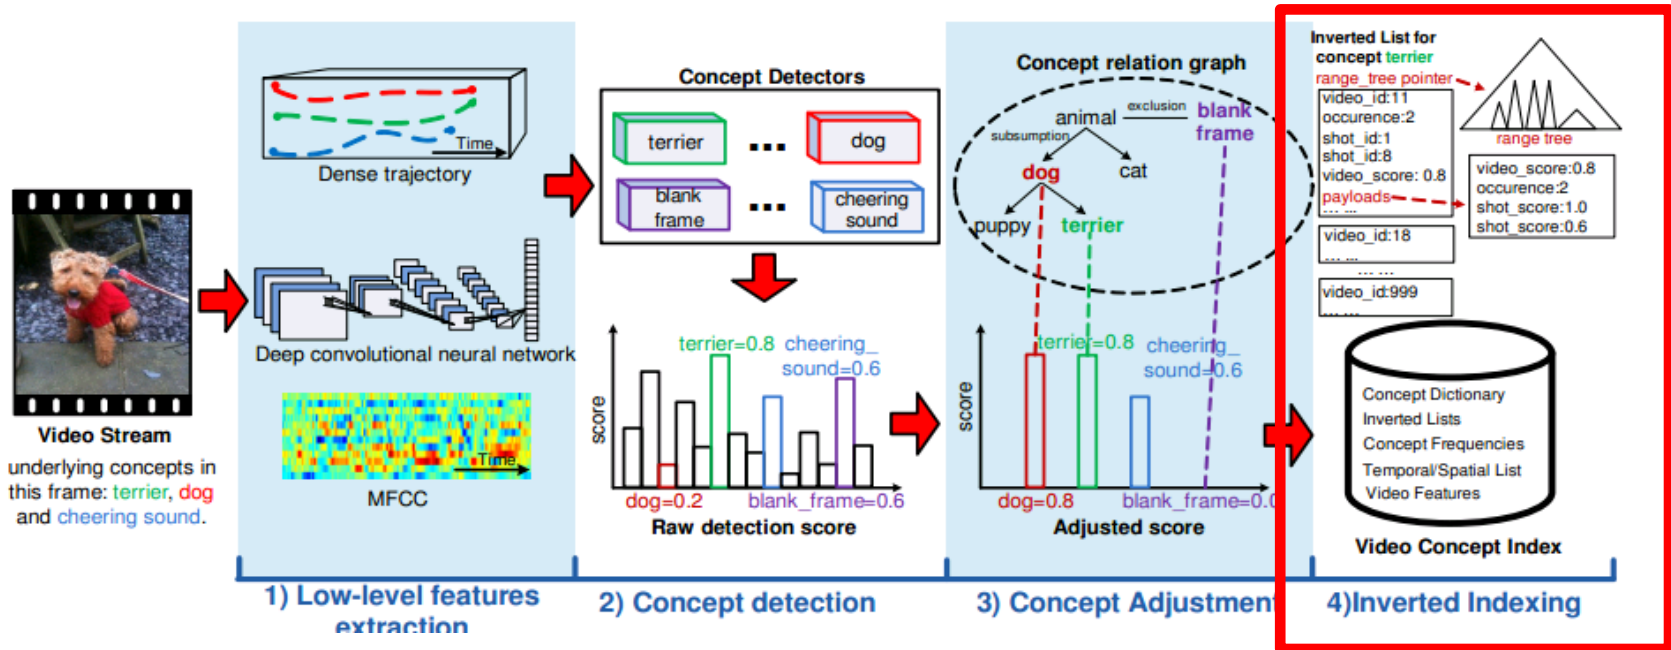 Video Stream
underlying concepts in
this frame: terrier, dog
and cheering sound.
Time
Dense trajectory
Deep convolutional neural network
Time
MFCC
1) Low-level features
extraction
Concept Detectors
terrier
...
dog
blank
frame
...
cheering
sound
score
terrier=0.8
cheering_
sound=0.6
dog=0.2
blank_frame=0.6
Raw detection score
2) Concept detection
Concept relation graph
animal
exclusion
blank
frame
subsumption
dog
cat
puppy
terrier
score
terrier=0.8
cheering_
sound=0.6
dog=0.8
blank_frame=0.0
Adjusted score
3) Concept Adjustment
Inverted List for
concept terrier
range_tree pointer
video_id:11
occurence:2
shot_id:1
shot_id:8
video_score: 0.8
payloads
... ...
range tree
video_score:0.8
occurence:2
shot_score:1.0
shot_score:0.6
video_id:18
... ...
... ...
video_id:999
... ...
Concept Dictionary
Inverted Lists
Concept Frequencies
Temporal/Spatial List
Video Features
Video Concept Index
4)Inverted Indexing